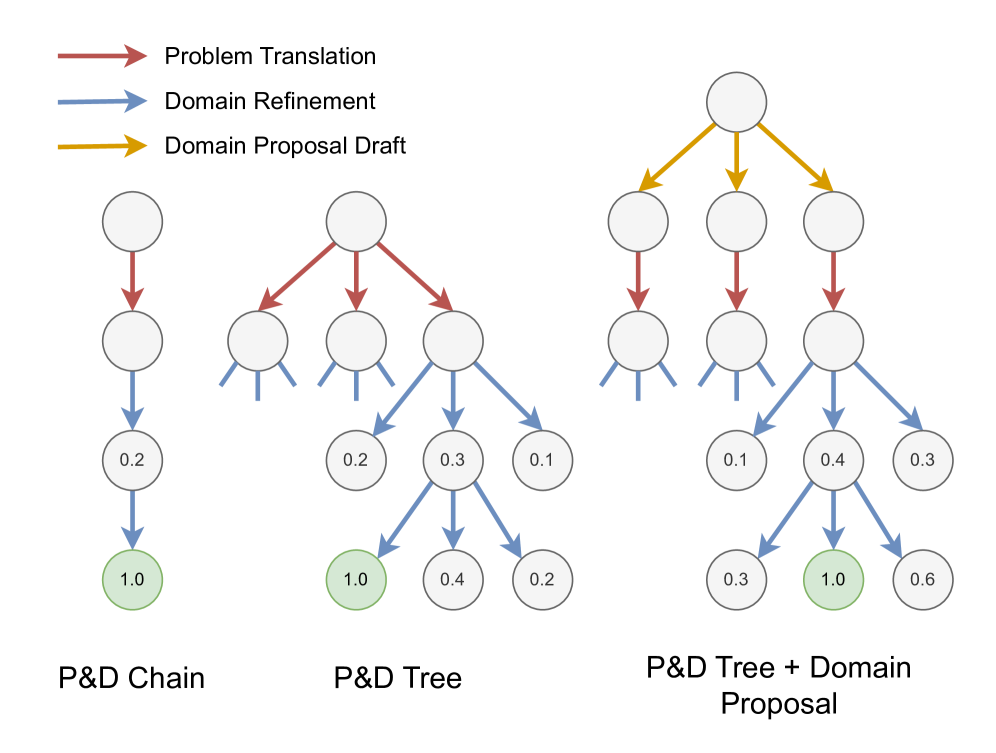 Problem Translation
Domain Refinement
Domain Proposal Draft
0.2
0.2
0.3
0.1
0.1
0.4
0.3
1.0
1.0
0.4
0.2
0.3
1.0
0.6
P&D Chain
P&D Tree
P&D Tree + Domain
Proposal